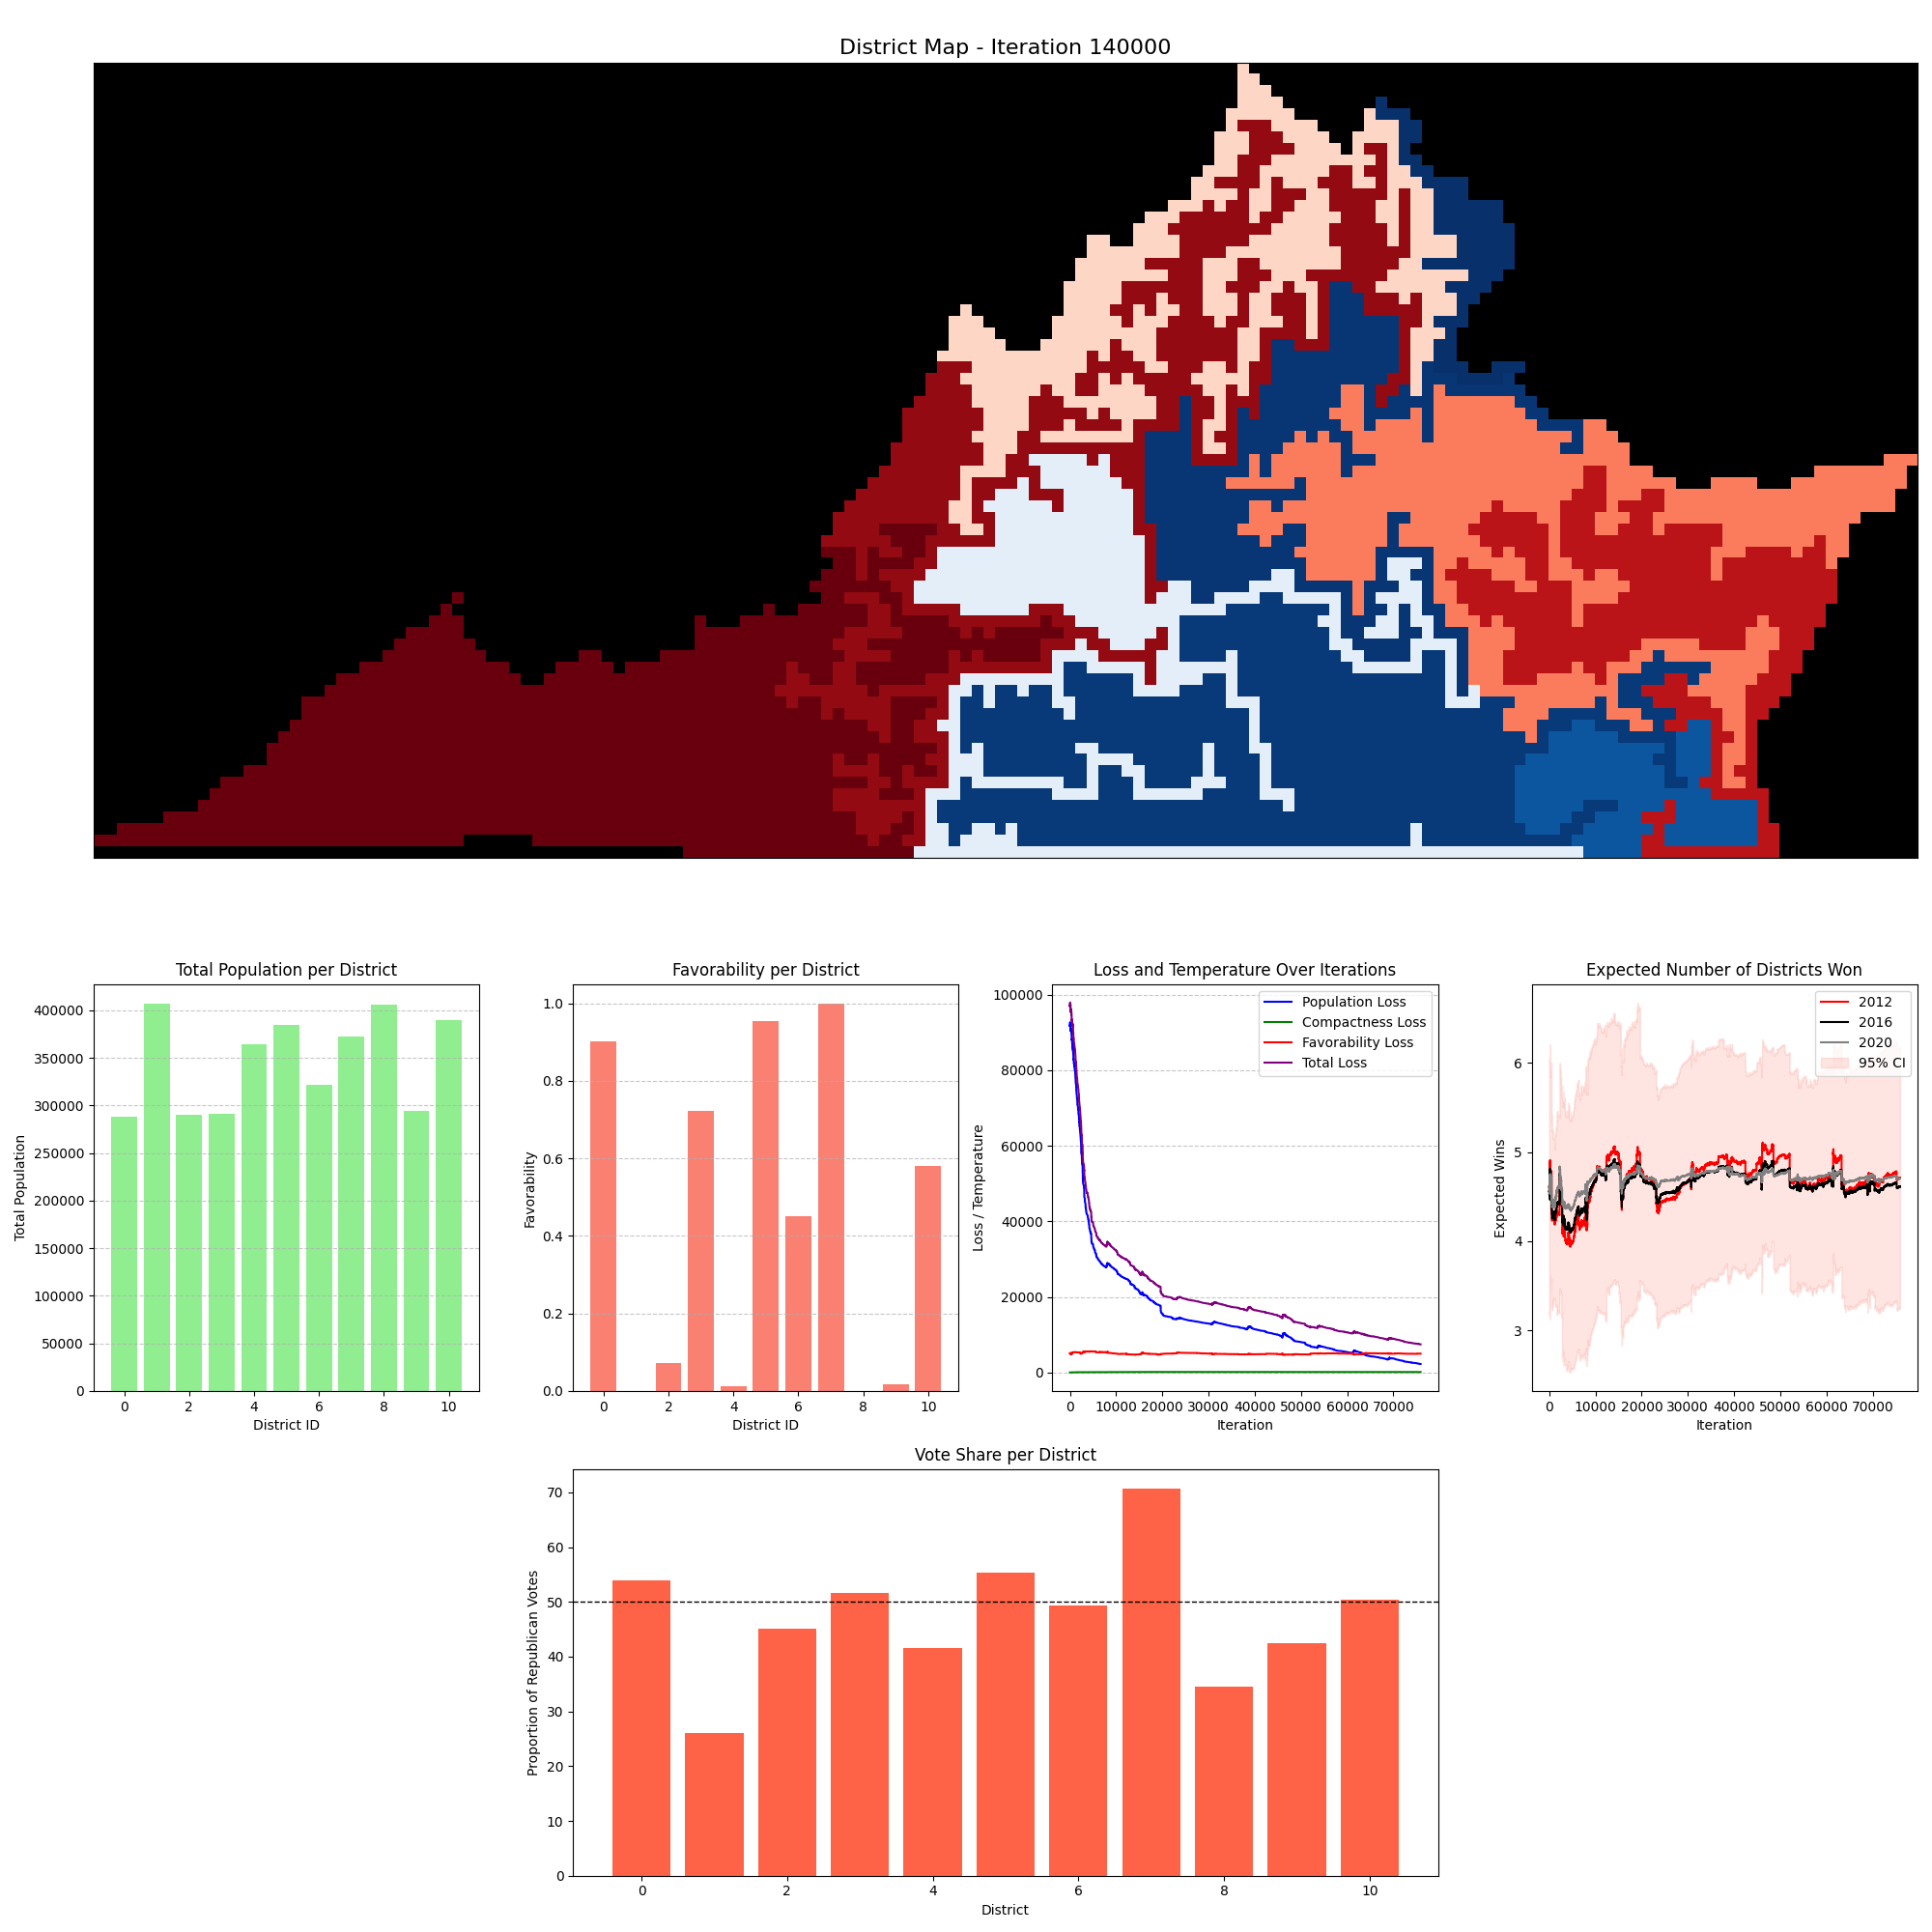 District Map - Iteration 140000
Total Population per District
Total Population
400000
350000
300000
250000
200000
150000
100000
50000
0
0 2 4 6 8 10
District ID
Favorability per District
Favorability
1.0
0.8
0.6
0.4
0.2
0.0
0 2 4 6 8 10
District ID
Loss and Temperature Over Iterations
Loss / Temperature
100000
80000
60000
40000
20000
0
Population Loss
Compactness Loss
Favorability Loss
Total Loss
0 10000 20000 30000 40000 50000 60000 70000
Iteration
Expected Number of Districts Won
Expected Wins
6
5
4
3
2012
2016
2020
95% CI
0 10000 20000 30000 40000 50000 60000 70000
Iteration
Vote Share per District
Proportion of Republican Votes
70
60
50
40
30
20
10
0
0 2 4 6 8 10
District